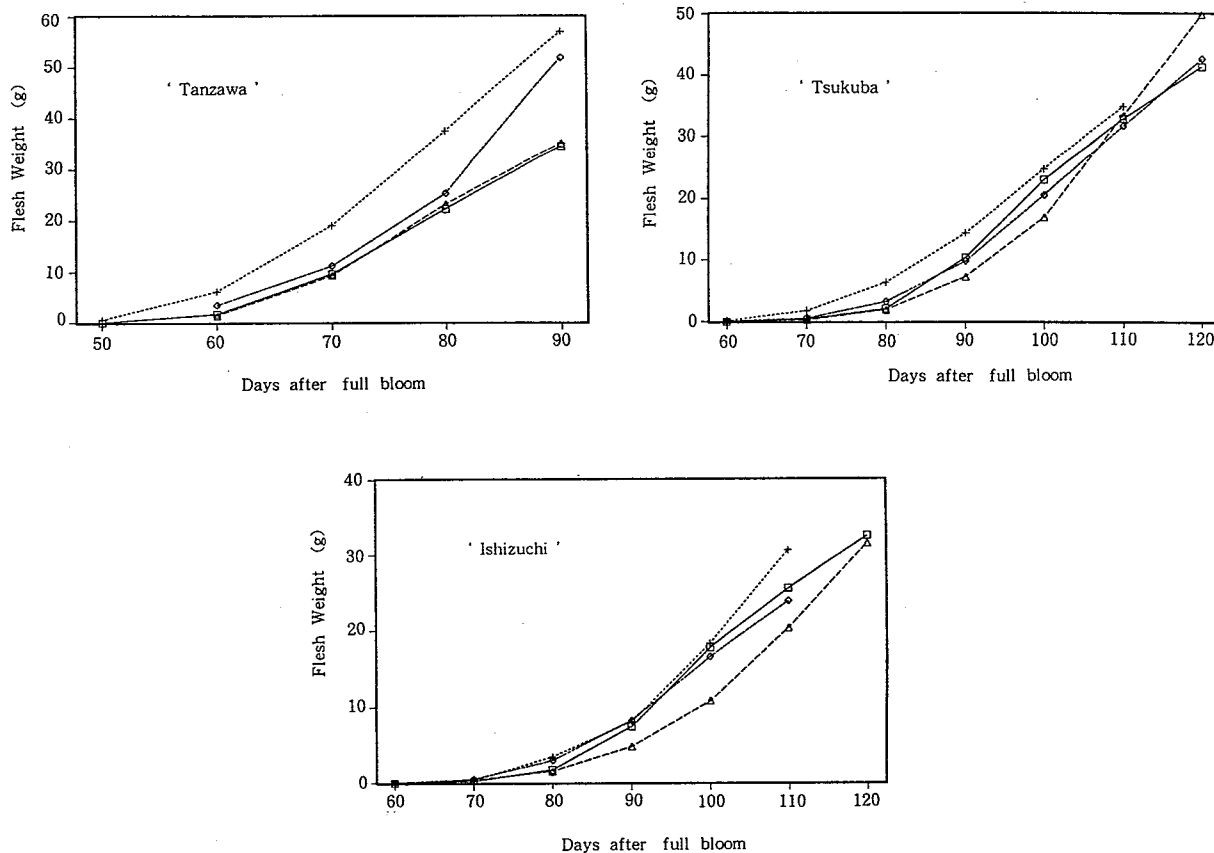 60
50
40
30
20
10
0
50 60 70 80 90
Flesh Weight (g)
Days after full bloom
' Tanzawa '
50
40
30
20
10
0
60 70 80 90 100 110 120
Flesh Weight (g)
Days after full bloom
' Tsukuba '
40
30
20
10
0
60 70 80 90 100 110 120
Flesh Weight (g)
Days after full bloom
' Ishizuchi '